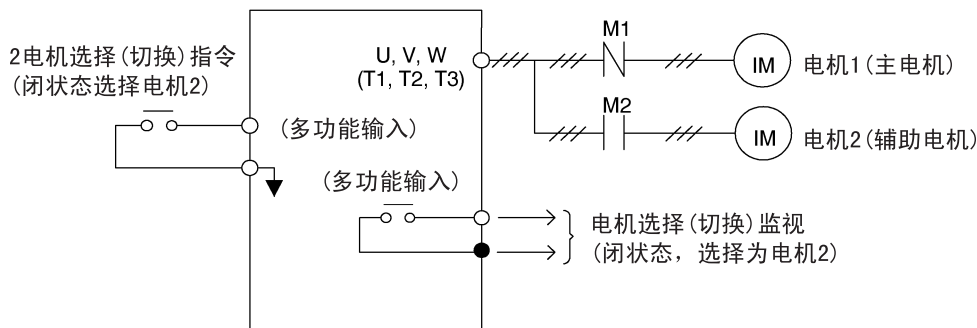 2电机选择(切换)指令
(闭状态选择电机2)
(多功能输入)
U, V, W
(T1, T2, T3)
M1
IM
电机1(主电机)
M2
IM
电机2(辅助电机)
(多功能输入)
电机选择(切换)监视
(闭状态，选择为电机2)